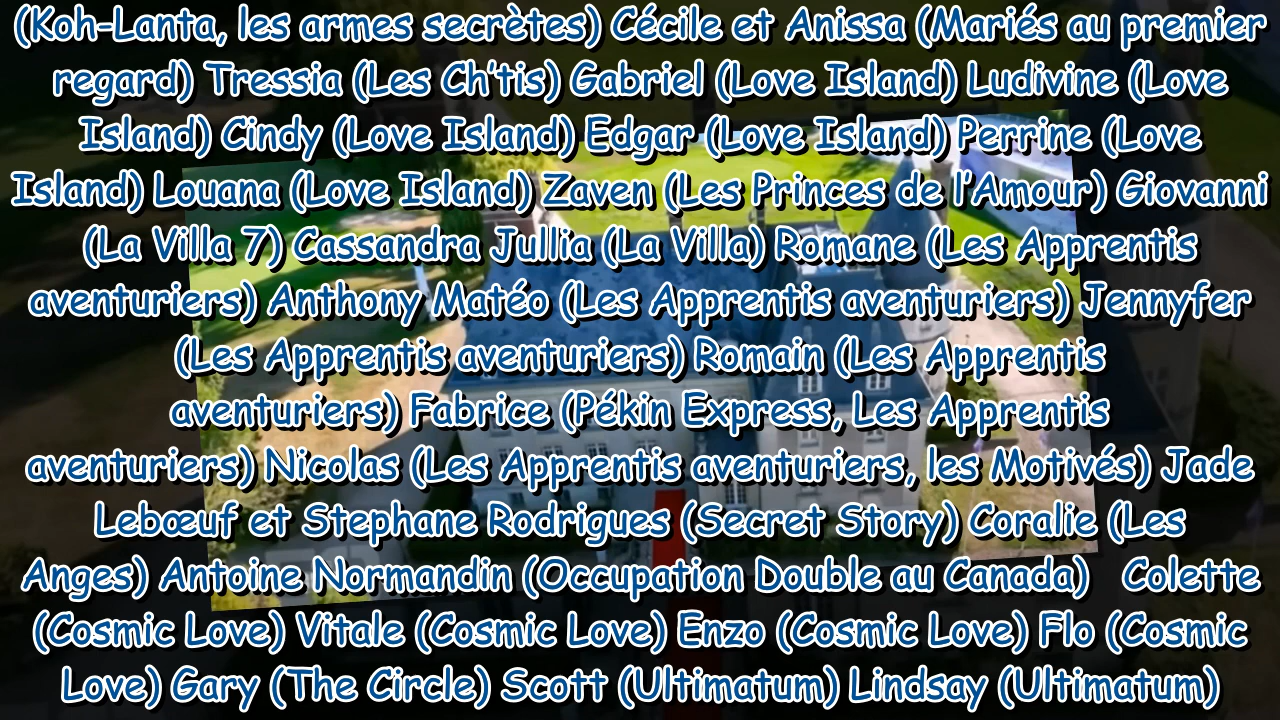 (Koh-Lanta, les armes secrètes) Cécile et Anissa (Mariés au premier
regard) Tressia (Les Ch'tis) Gabriel (Love Island) Ludivine (Love
Island) Cindy (Love Island) Edgar (Love Island) Perrine (Love
Island) Louana (Love Island) Zaven (Les Princes de l'Amour) Giovanni
(La Villa 7) Cassandra Jullia (La Villa) Romane (Les Apprentis
aventuriers) Anthony Matéo (Les Apprentis aventuriers) Jennyfer
(Les Apprentis aventuriers) Romain (Les Apprentis
aventuriers) Fabrice (Pékin Express, Les Apprentis
aventuriers) Nicolas (Les Apprentis aventuriers, les Motivés) Jade
Lebœuf et Stephane Rodrigues (Secret Story) Coralie (Les
Anges) Antoine Normandin (Occupation Double au Canada)   Colette
(Cosmic Love) Vitale (Cosmic Love) Enzo (Cosmic Love) Flo (Cosmic
Love) Gary (The Circle) Scott (Ultimatum) Lindsay (Ultimatum)